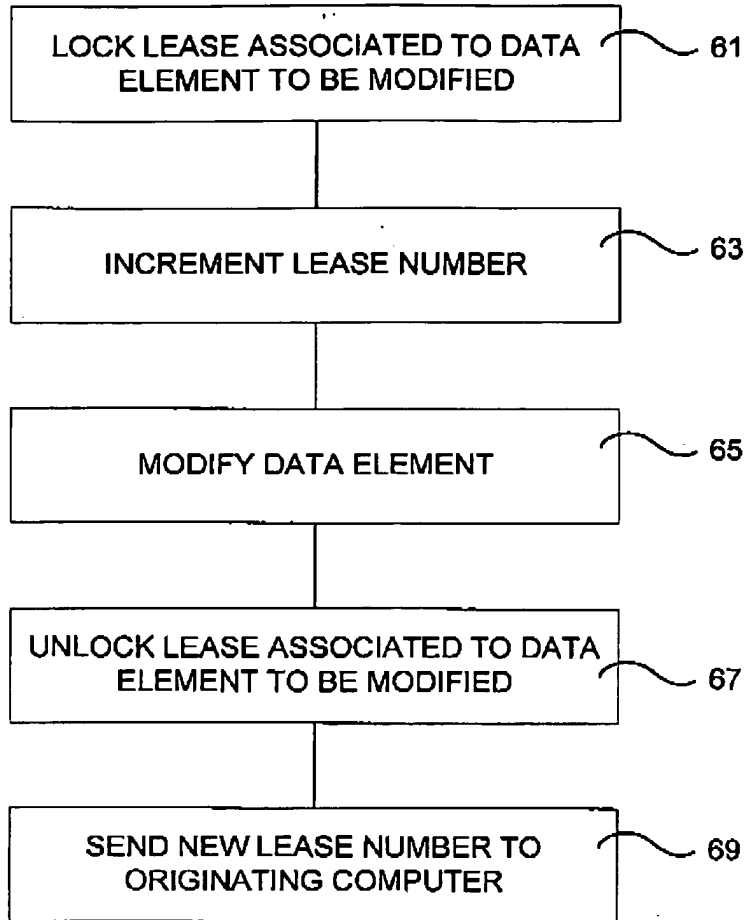 LOCK LEASE ASSOCIATED TO DATA
ELEMENT TO BE MODIFIED
61
INCREMENT LEASE NUMBER
63
MODIFY DATA ELEMENT
65
UNLOCK LEASE ASSOCIATED TO DATA
ELEMENT TO BE MODIFIED
67
SEND NEW LEASE NUMBER TO
ORIGINATING COMPUTER
69